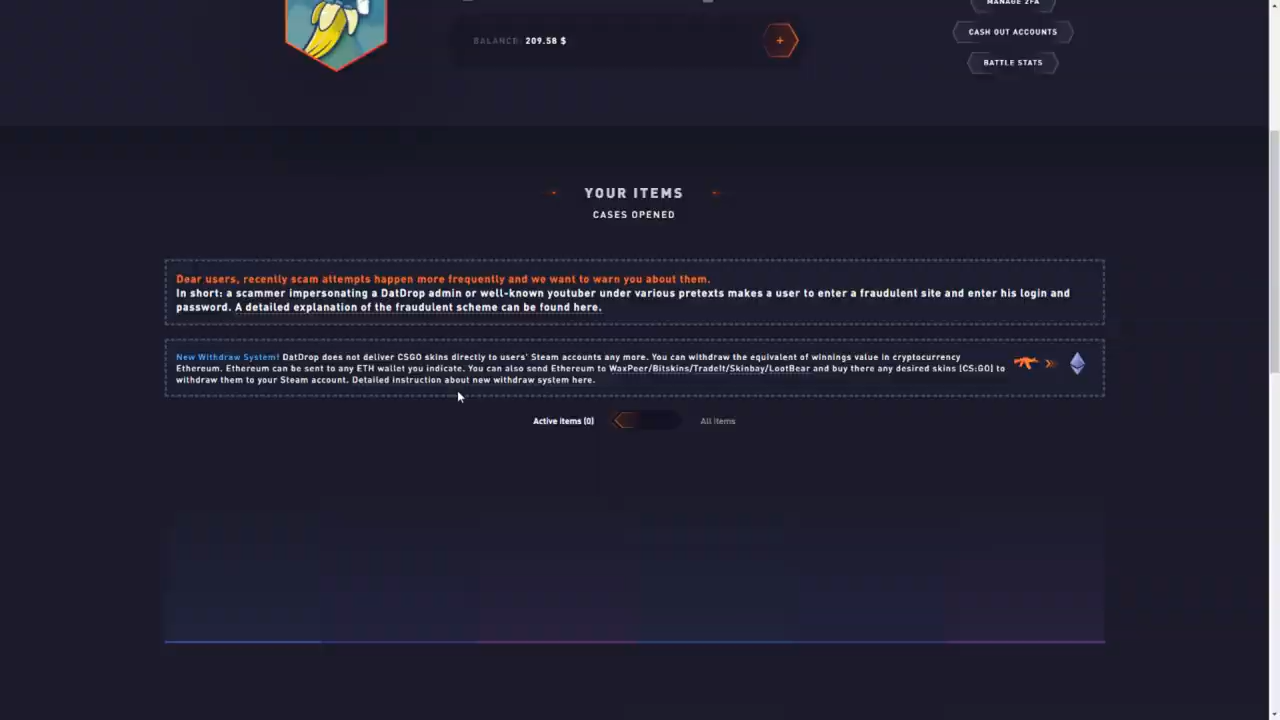 MANAGE 2FA
BALANCE: 209.58 $
+
CASH OUT ACCOUNTS
BATTLE STATS
YOUR ITEMS
CASES OPENED
Dear users, recently scam attempts happen more frequently and we want to warn you about them.
In short: a scammer impersonating a DatDrop admin or well-known youtuber under various pretexts makes a user to enter a fraudulent site and enter his login and
password. A detailed explanation of the fraudulent scheme can be found here.
New Withdraw System! DatDrop does not deliver CSGO skins directly to users' Steam accounts any more. You can withdraw the equivalent of winnings value in cryptocurrency
Ethereum. Ethereum can be sent to any ETH wallet you indicate. You can also send Ethereum to WaxPeer/Bitskins/TradeIt/Skinbay/LootBear and buy there any desired skins (CS:GO) to
withdraw them to your Steam account. Detailed instruction about new withdraw system here.
Active items (0)
All items